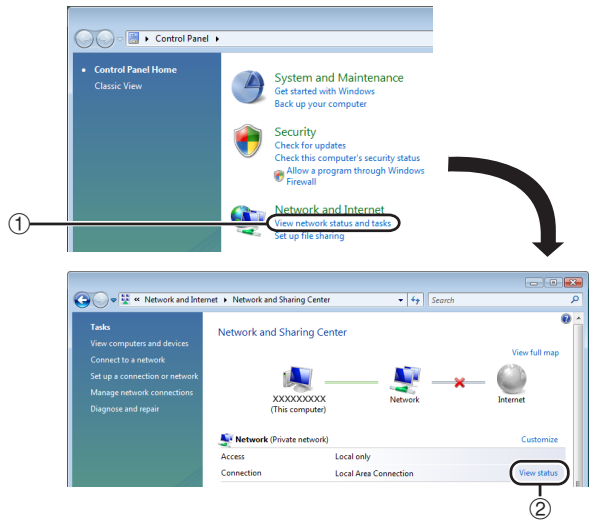 Control Panel
Control Panel Home
Classic View
System and Maintenance
Get started with Windows
Back up your computer
Security
Check for updates
Check this computer's security status
Allow a program through Windows
Firewall
Network and Internet
① View network status and tasks
Set up file sharing
« Network and Internet Network and Sharing Center Search
Tasks
View computers and devices
Connect to a network
Set up a connection or network
Manage network connections
Diagnose and repair
Network and Sharing Center
View full map
XXXXXXXXX
(This computer)
Network
Internet
Network (Private network) Customize
Access Local only
Connection Local Area Connection View status
②